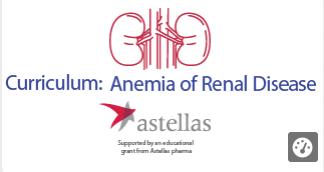 Curriculum: Anemia of Renal Disease
astellas
Supported by an educational
grant from Astellas pharma